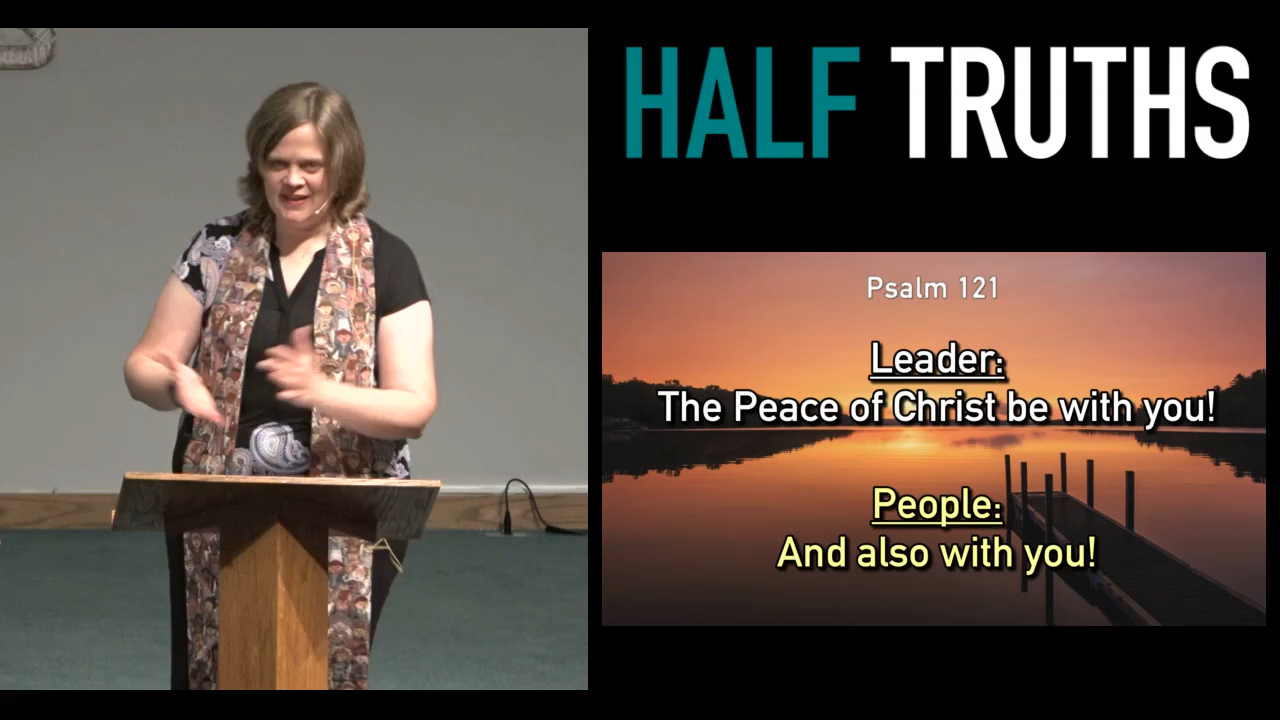 HALF TRUTHS
Psalm 121
Leader:
The Peace of Christ be with you!
People:
And also with you!